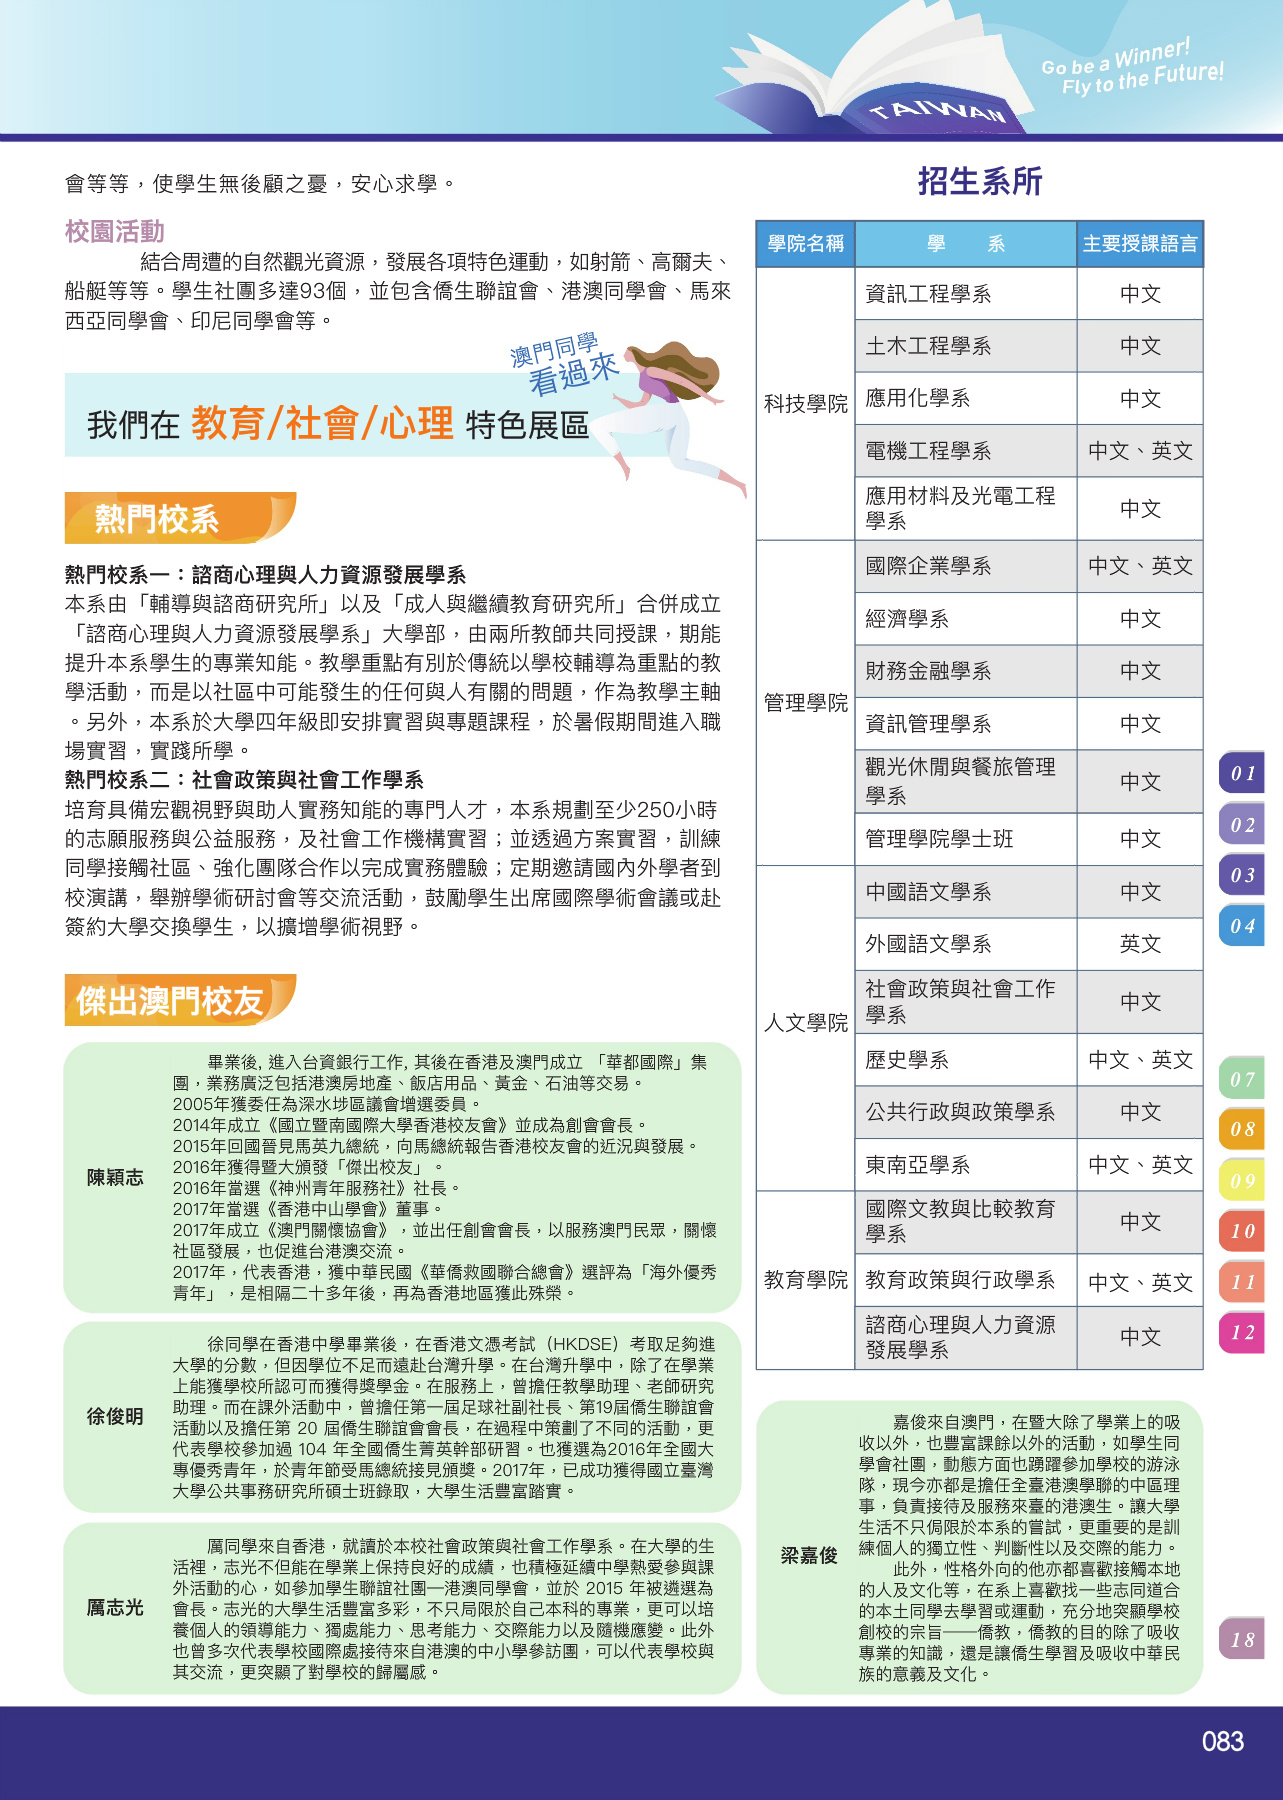 Go be a Winner!
Fly to the Future!
TAIWAN
會等等，使學生無後顧之憂，安心求學。
校園活動
結合周遭的自然觀光資源，發展各項特色運動，如射箭、高爾夫、
船艇等等。學生社團多達93個，並包含僑生聯誼會、港澳同學會、馬來
西亞同學會、印尼同學會等。
澳門同學
看過來
我們在 教育/社會/心理 特色展區
熱門校系
熱門校系一：諮商心理與人力資源發展學系
本系由「輔導與諮商研究所」以及「成人與繼續教育研究所」合併成立
「諮商心理與人力資源發展學系」大學部，由兩所教師共同授課，期能
提升本系學生的專業知能。教學重點有別於傳統以學校輔導為重點的教
學活動，而是以社區中可能發生的任何與人有關的問題，作為教學主軸
。另外，本系於大學四年級即安排實習與專題課程，於暑假期間進入職
場實習，實踐所學。
熱門校系二：社會政策與社會工作學系
培育具備宏觀視野與助人實務知能的專門人才，本系規劃至少250小時
的志願服務與公益服務，及社會工作機構實習；並透過方案實習，訓練
同學接觸社區、強化團隊合作以完成實務體驗；定期邀請國內外學者到
校演講，舉辦學術研討會等交流活動，鼓勵學生出席國際學術會議或赴
簽約大學交換學生，以擴增學術視野。
傑出澳門校友
陳穎志
畢業後, 進入台資銀行工作, 其後在香港及澳門成立 「華都國際」集
團，業務廣泛包括港澳房地產、飯店用品、黃金、石油等交易。
2005年獲委任為深水埗區議會增選委員。
2014年成立《國立暨南國際大學香港校友會》並成為創會會長。
2015年回國晉見馬英九總統，向馬總統報告香港校友會的近況與發展。
2016年獲得暨大頒發「傑出校友」。
2016年當選《神州青年服務社》社長。
2017年當選《香港中山學會》董事。
2017年成立《澳門關懷協會》，並出任創會會長，以服務澳門民眾，關懷
社區發展，也促進台港澳交流。
2017年，代表香港，獲中華民國《華僑救國聯合總會》選評為「海外優秀
青年」，是相隔二十多年後，再為香港地區獲此殊榮。
徐俊明
徐同學在香港中學畢業後，在香港文憑考試（HKDSE）考取足夠進
大學的分數，但因學位不足而遠赴台灣升學。在台灣升學中，除了在學業
上能獲學校所認可而獲得獎學金。在服務上，曾擔任教學助理、老師研究
助理。而在課外活動中，曾擔任第一屆足球社副社長、第19屆僑生聯誼會
活動以及擔任第 20 屆僑生聯誼會會長，在過程中策劃了不同的活動，更
代表學校參加過 104 年全國僑生菁英幹部研習。也獲選為2016年全國大
專優秀青年，於青年節受馬總統接見頒獎。2017年，已成功獲得國立臺灣
大學公共事務研究所碩士班錄取，大學生活豐富踏實。
厲志光
厲同學來自香港，就讀於本校社會政策與社會工作學系。在大學的生
活裡，志光不但能在學業上保持良好的成績，也積極延續中學熱愛參與課
外活動的心，如參加學生聯誼社團—港澳同學會，並於 2015 年被遴選為
會長。志光的大學生活豐富多彩，不只局限於自己本科的專業，更可以培
養個人的領導能力、獨處能力、思考能力、交際能力以及隨機應變。此外
也曾多次代表學校國際處接待來自港澳的中小學參訪團，可以代表學校與
其交流，更突顯了對學校的歸屬感。
招生系所
學院名稱 學 系 主要授課語言
科技學院
資訊工程學系 中文
土木工程學系 中文
應用化學系 中文
電機工程學系 中文、英文
應用材料及光電工程
學系 中文
管理學院
國際企業學系 中文、英文
經濟學系 中文
財務金融學系 中文
資訊管理學系 中文
觀光休閒與餐旅管理
學系 中文
管理學院學士班 中文
人文學院
中國語文學系 中文
外國語文學系 英文
社會政策與社會工作
學系 中文
歷史學系 中文、英文
公共行政與政策學系 中文
東南亞學系 中文、英文
教育學院
國際文教與比較教育
學系 中文
教育政策與行政學系 中文、英文
諮商心理與人力資源
發展學系 中文
梁嘉俊
嘉俊來自澳門，在暨大除了學業上的吸
收以外，也豐富課餘以外的活動，如學生同
學會社團，動態方面也踴躍參加學校的游泳
隊，現今亦都是擔任全臺港澳學聯的中區理
事，負責接待及服務來臺的港澳生。讓大學
生活不只侷限於本系的嘗試，更重要的是訓
練個人的獨立性、判斷性以及交際的能力。
此外，性格外向的他亦都喜歡接觸本地
的人及文化等，在系上喜歡找一些志同道合
的本土同學去學習或運動，充分地突顯學校
創校的宗旨──僑教，僑教的目的除了吸收
專業的知識，還是讓僑生學習及吸收中華民
族的意義及文化。
01
02
03
04
07
08
09
10
11
12
18
083